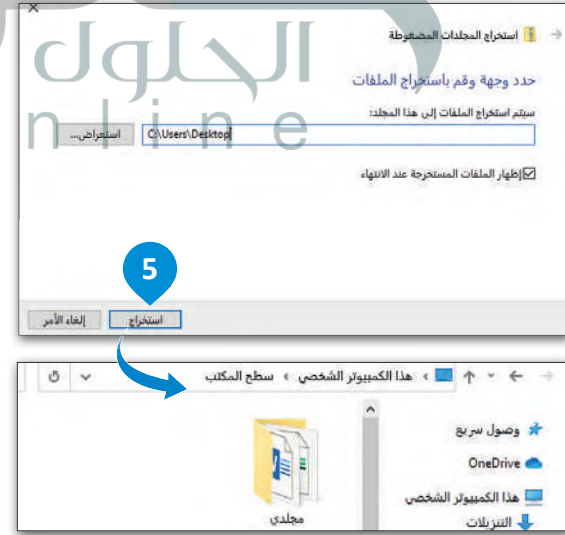 استخراج المجلدات المضغوطة
الحلول
online
حدد وجهة وقم باستخراج الملفات
سيتم استخراج الملفات إلى هذا المجلد:
C:\Users\Desktop
استعراض...
إظهار الملفات المستخرجة عند الانتهاء
5
استخراج
إلغاء الأمر
هذا الكمبيوتر الشخصي › سطح المكتب
وصول سريع
OneDrive
هذا الكمبيوتر الشخصي
التنزيلات
مجلدي